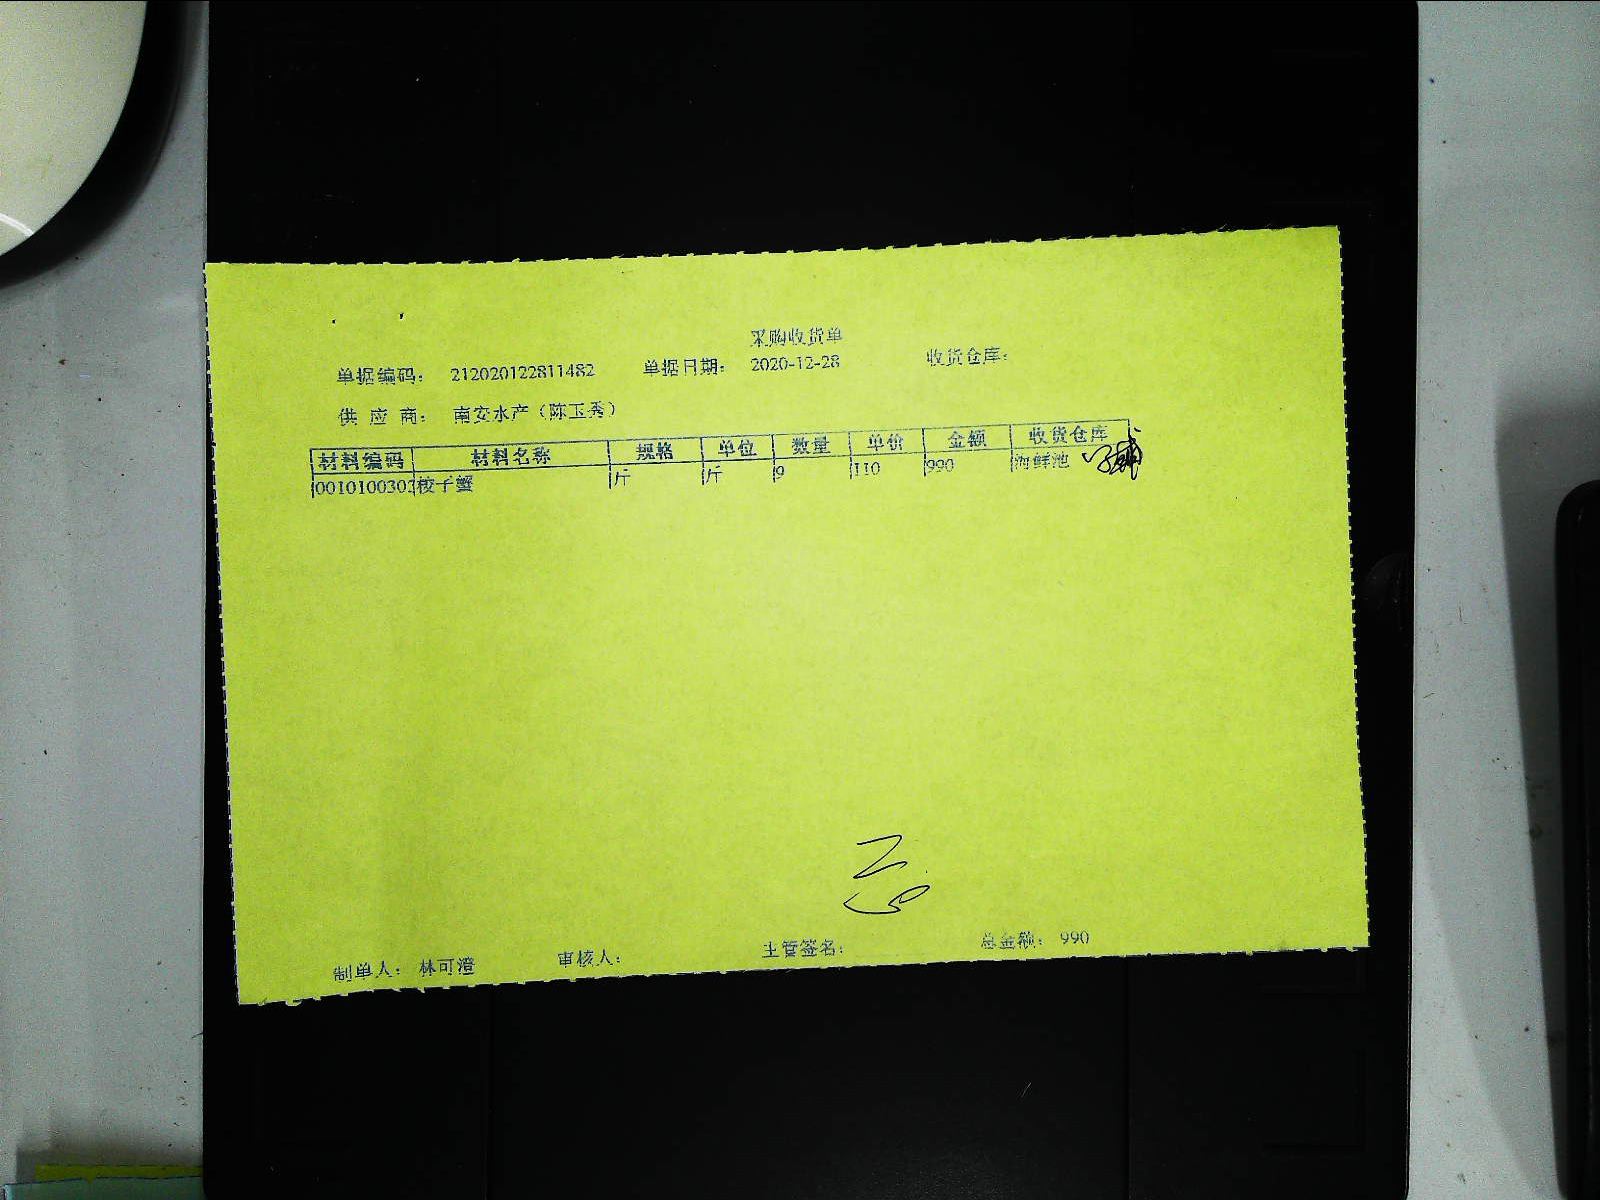 采购收货单
单据编码： 212020122811482 单据日期： 2020-12-28 收货仓库：
供 应 商： 南安水产（陈玉秀）
材料编码 材料名称 规格 单位 数量 单价 金额 收货仓库
梭子蟹 斤 斤 9 110 990 海鲜池
制单人： 林可澄 审核人： 主管签名： 总金额： 990